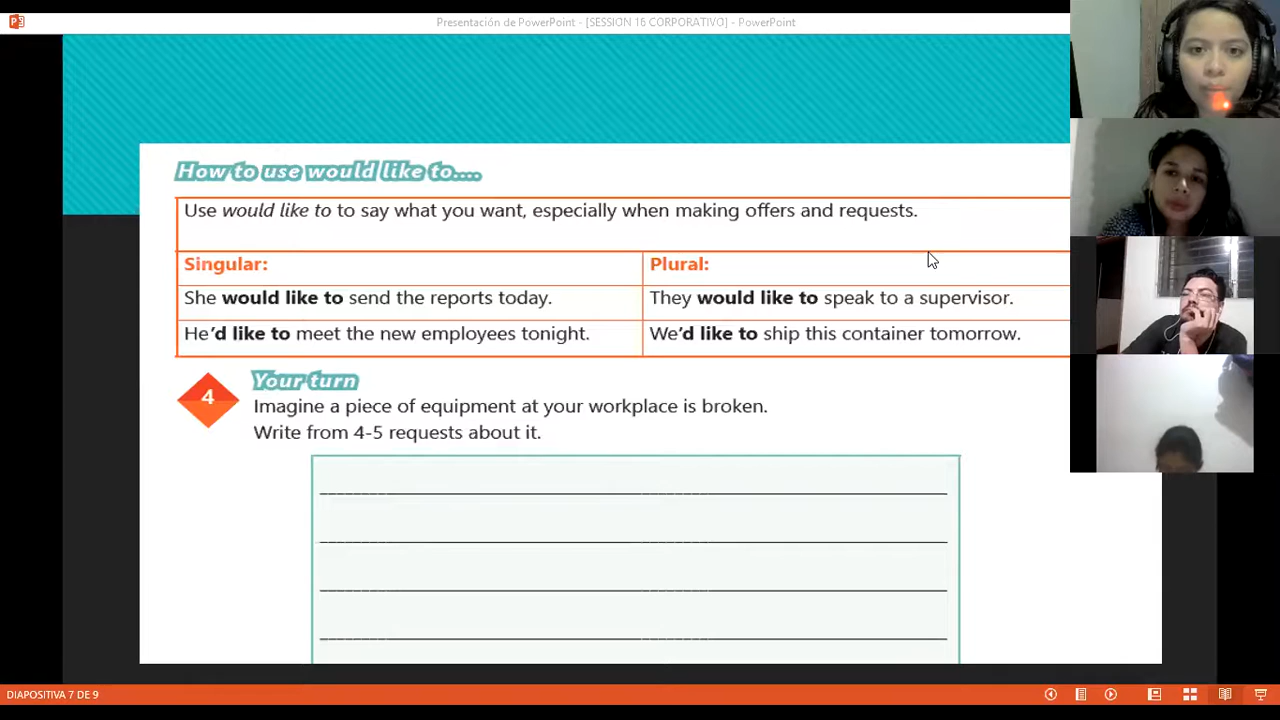 Presentación de PowerPoint - [SESSION 16 CORPORATIVO] - PowerPoint
How to use would like to....
Use would like to to say what you want, especially when making offers and requests.
Singular:
Plural:
She would like to send the reports today.
They would like to speak to a supervisor.
He'd like to meet the new employees tonight.
We'd like to ship this container tomorrow.
4
Your turn
Imagine a piece of equipment at your workplace is broken.
Write from 4-5 requests about it.
DIAPOSITIVA 7 DE 9